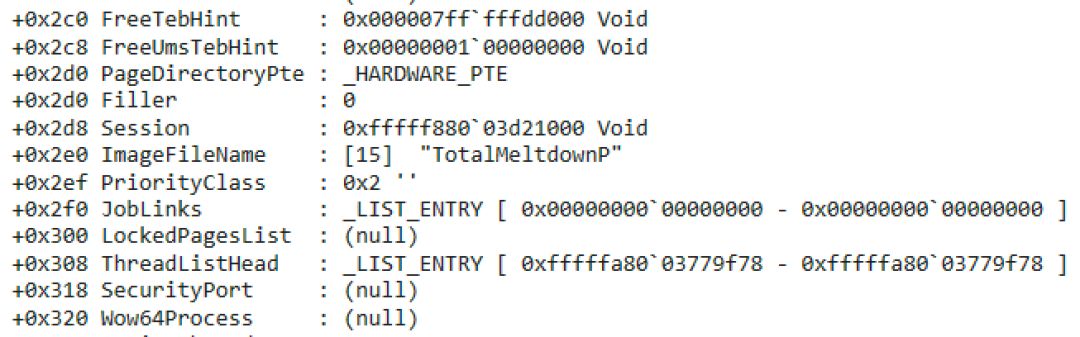 +0x2c0 FreeTebHint : 0x000007ff`fffdd000 Void
+0x2c8 FreeUmsTebHint : 0x00000001`00000000 Void
+0x2d0 PageDirectoryPte : _HARDWARE_PTE
+0x2d0 Filler : 0
+0x2d8 Session : 0xfffff880`03d21000 Void
+0x2e0 ImageFileName : [15] "TotalMeltdownP"
+0x2ef PriorityClass : 0x2 ''
+0x2f0 JobLinks : _LIST_ENTRY [ 0x00000000`00000000 - 0x00000000`00000000 ]
+0x300 LockedPagesList : (null)
+0x308 ThreadListHead : _LIST_ENTRY [ 0xfffffa80`03779f78 - 0xfffffa80`03779f78 ]
+0x318 SecurityPort : (null)
+0x320 Wow64Process : (null)